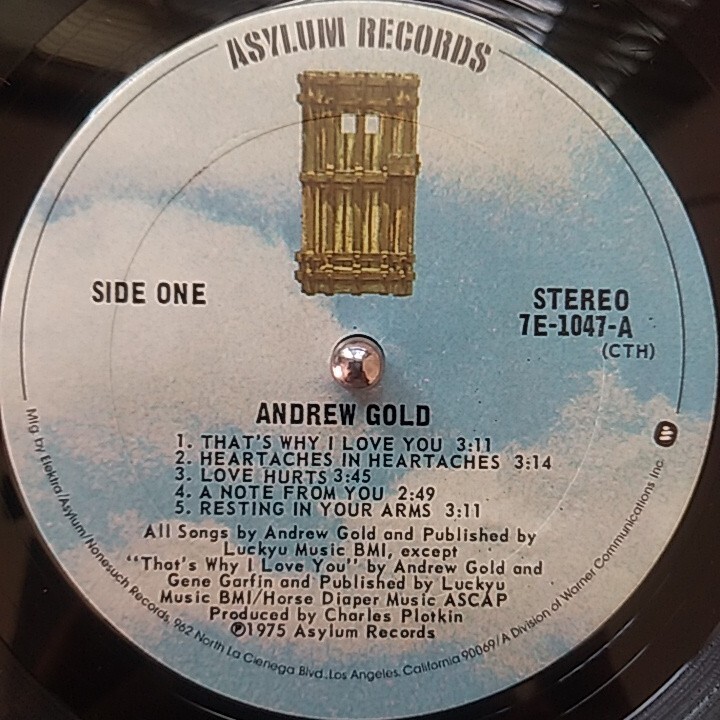 ASYLUM RECORDS
SIDE ONE
STEREO
7E-1047-A
(CTH)
ANDREW GOLD
1. THAT'S WHY I LOVE YOU 3:11
2. HEARTACHES IN HEARTACHES 3:14
3. LOVE HURTS 3:45
4. A NOTE FROM YOU 2:49
5. RESTING IN YOUR ARMS 3:11
All Songs by Andrew Gold and Published by
Luckyu Music BMI, except
"That's Why I Love You" by Andrew Gold and
Gene Garfin and Published by Luckyu
Music BMI/Horse Diaper Music ASCAP
Produced by Charles Plotkin
℗1975 Asylum Records
Mfg by Elektra/Asylum/Nonesuch Records, 962 North La Cienega Blvd., Los Angeles, California 90069/A Division of Warner Communications Inc.